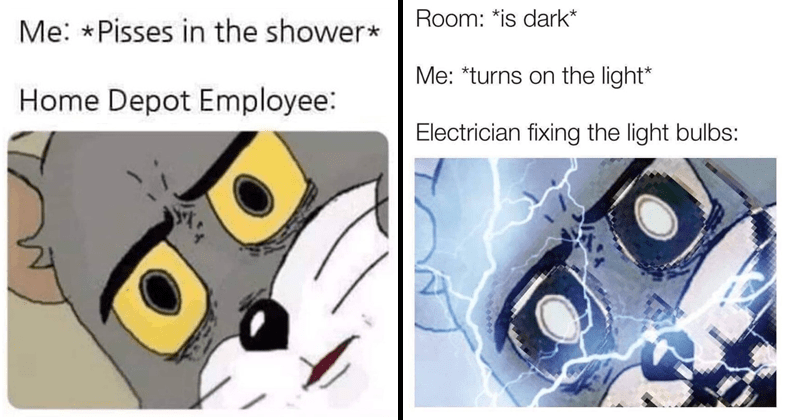 Me: *Pisses in the shower*
Home Depot Employee:
Room: *is dark*
Me: *turns on the light*
Electrician fixing the light bulbs: